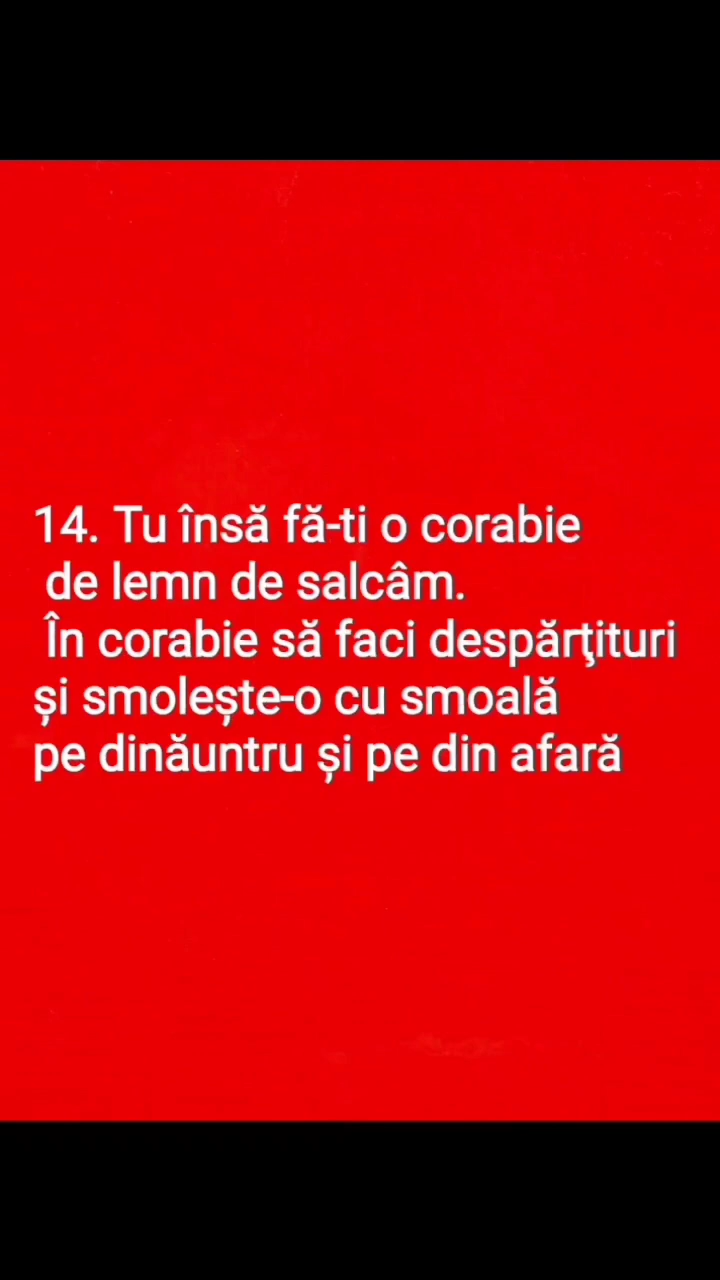 14. Tu însă fă-ti o corabie
de lemn de salcâm.
În corabie să faci despărţituri
și smolește-o cu smoală
pe dinăuntru și pe din afară